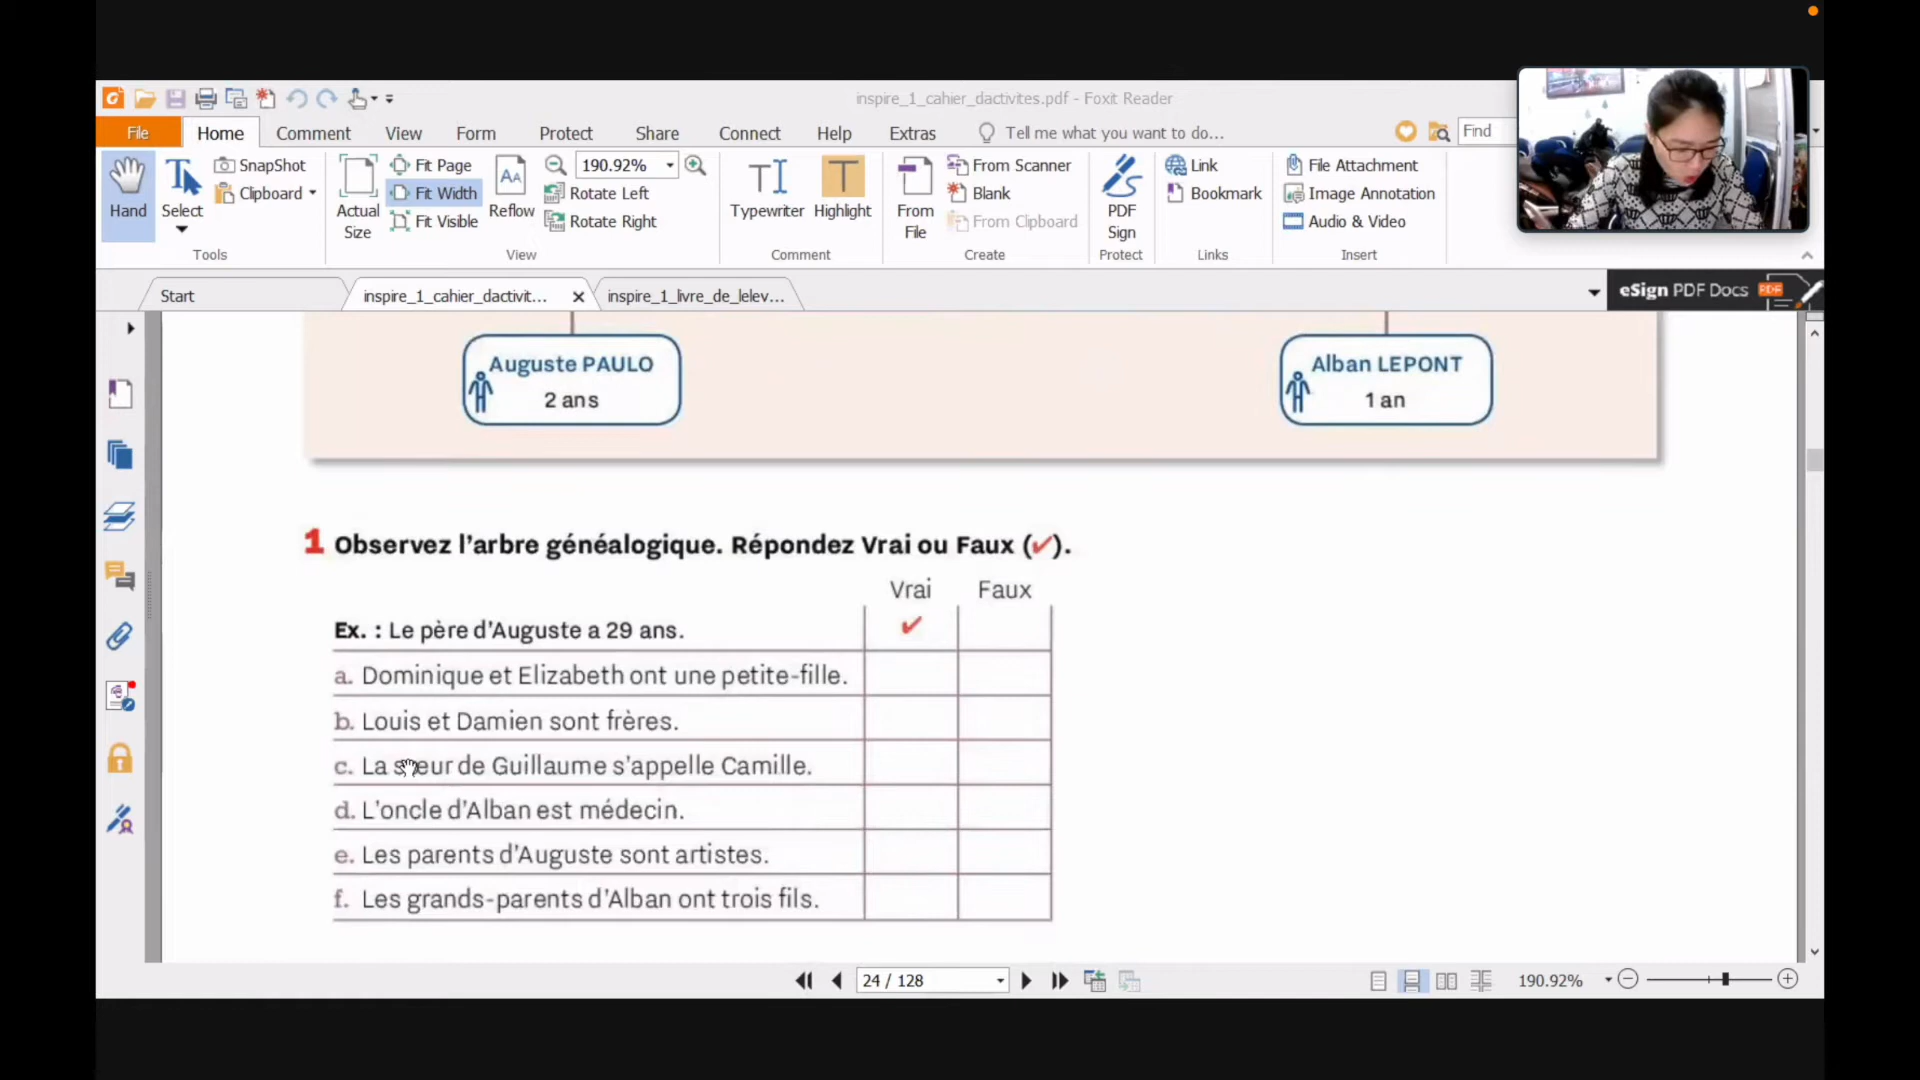 inspire_1_cahier_dactivites.pdf - Foxit Reader
File Home Comment View Form Protect Share Connect Help Extras Tell me what you want to do... Find
Hand
Select
SnapShot
Clipboard
Tools
Actual Size
Fit Page
Fit Width
Fit Visible
Reflow
190.92%
Rotate Left
Rotate Right
View
Typewriter
Highlight
Comment
From File
From Scanner
Blank
From Clipboard
Create
PDF Sign
Protect
Link
Bookmark
Links
File Attachment
Image Annotation
Audio & Video
Insert
Start inspire_1_cahier_dactivit... inspire_1_livre_de_lelev... eSign PDF Docs PDF
Auguste PAULO
2 ans
Alban LEPONT
1 an
1 Observez l'arbre généalogique. Répondez Vrai ou Faux (✓).
Vrai Faux
Ex. : Le père d'Auguste a 29 ans. ✓
a. Dominique et Elizabeth ont une petite-fille.
b. Louis et Damien sont frères.
c. La sœur de Guillaume s'appelle Camille.
d. L'oncle d'Alban est médecin.
e. Les parents d'Auguste sont artistes.
f. Les grands-parents d'Alban ont trois fils.
24 / 128 190.92%